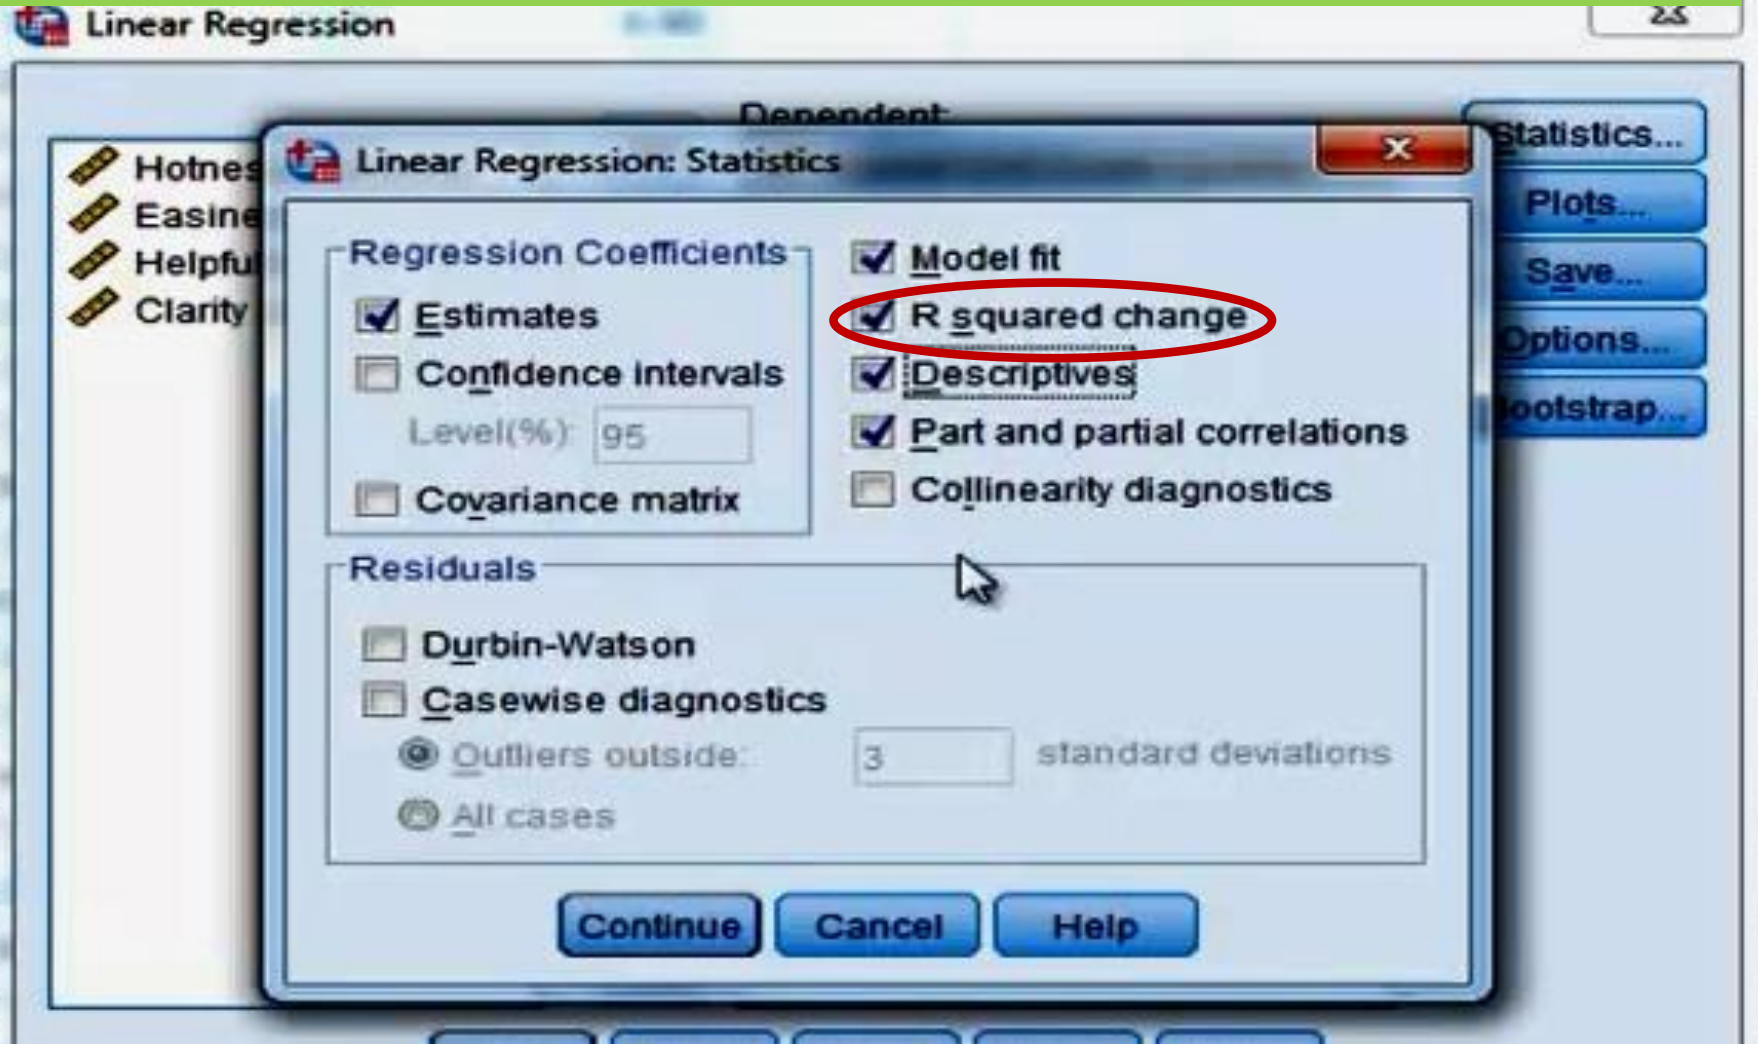 Linear Regression
Dependent:
Statistics...
Hotnes
Linear Regression: Statistics
Easine
Plots...
Helpful
Regression Coefficients
Model fit
Save...
Clarity
Estimates
R squared change
Options...
Confidence intervals
Descriptives
Level(%): 95
Part and partial correlations
ootstrap...
Covariance matrix
Collinearity diagnostics
Residuals
Durbin-Watson
Casewise diagnostics
Outliers outside: 3 standard deviations
All cases
Continue Cancel Help